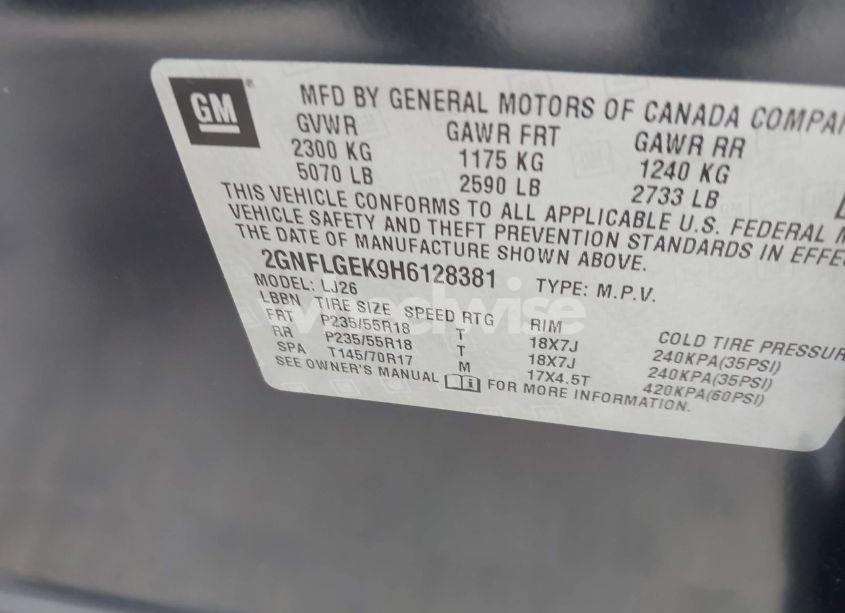 GM
MFD BY GENERAL MOTORS OF CANADA COMPA
GVWR GAWR FRT GAWR RR
2300 KG 1175 KG 1240 KG
5070 LB 2590 LB 2733 LB
THIS VEHICLE CONFORMS TO ALL APPLICABLE U.S. FEDERAL M
VEHICLE SAFETY AND THEFT PREVENTION STANDARDS IN EFFE
THE DATE OF MANUFACTURE SHOWN ABOVE.
2GNFLGEK9H6128381 TYPE: M.P.V.
MODEL: LJ26
LBBN TIRE SIZE SPEED RTG RIM COLD TIRE PRESSUR
FRT P235/55R18 T 18X7J 240KPA(35PSI)
RR P235/55R18 T 18X7J 240KPA(35PSI)
SPA T145/70R17 M 17X4.5T 420KPA(60PSI)
SEE OWNER'S MANUAL FOR MORE INFORMATION.